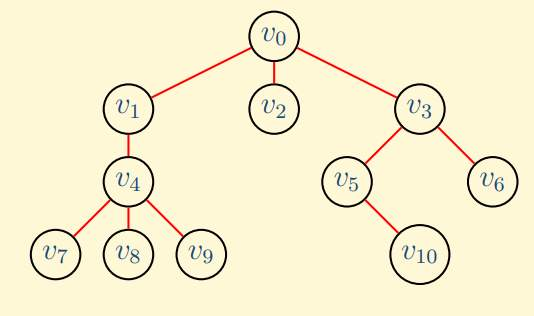 v₀
v₁ v₂ v₃
v₄ v₅ v₆
v₇ v₈ v₉ v₁₀